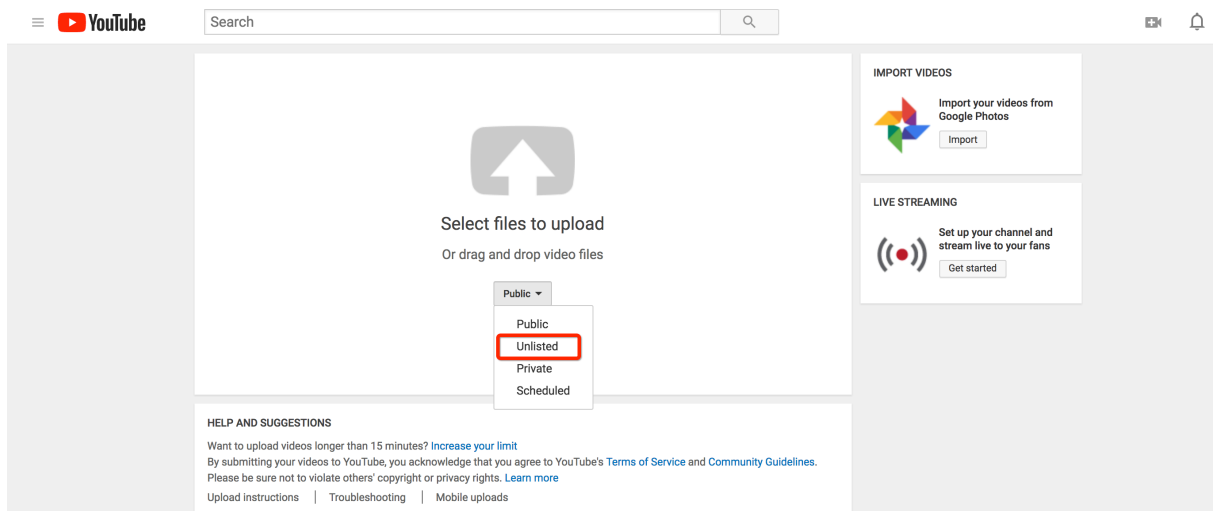 YouTube
Search
Select files to upload
Or drag and drop video files
Public
Public
Unlisted
Private
Scheduled
IMPORT VIDEOS
Import your videos from
Google Photos
Import
LIVE STREAMING
Set up your channel and
stream live to your fans
Get started
HELP AND SUGGESTIONS
Want to upload videos longer than 15 minutes? Increase your limit
By submitting your videos to YouTube, you acknowledge that you agree to YouTube's Terms of Service and Community Guidelines.
Please be sure not to violate others' copyright or privacy rights. Learn more
Upload instructions | Troubleshooting | Mobile uploads